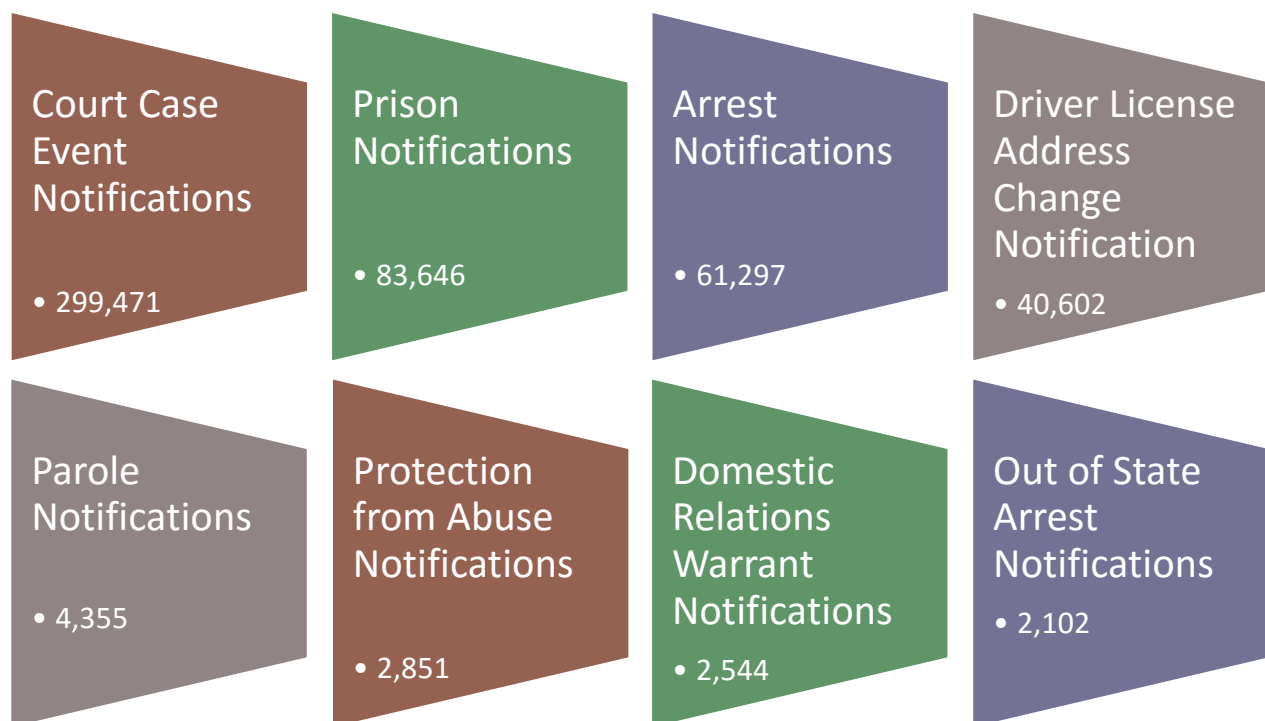 Court Case
Event
Notifications
• 299,471
Prison
Notifications
• 83,646
Arrest
Notifications
• 61,297
Driver License
Address
Change
Notification
• 40,602
Parole
Notifications
• 4,355
Protection
from Abuse
Notifications
• 2,851
Domestic
Relations
Warrant
Notifications
• 2,544
Out of State
Arrest
Notifications
• 2,102